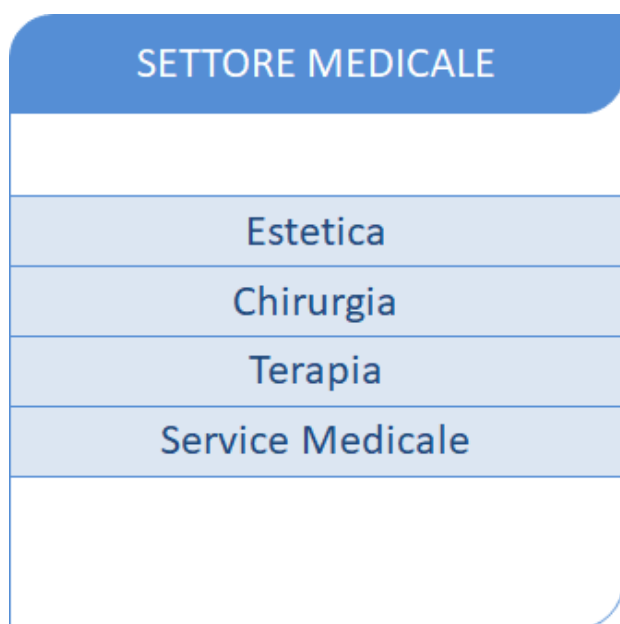 SETTORE MEDICALE
Estetica
Chirurgia
Terapia
Service Medicale